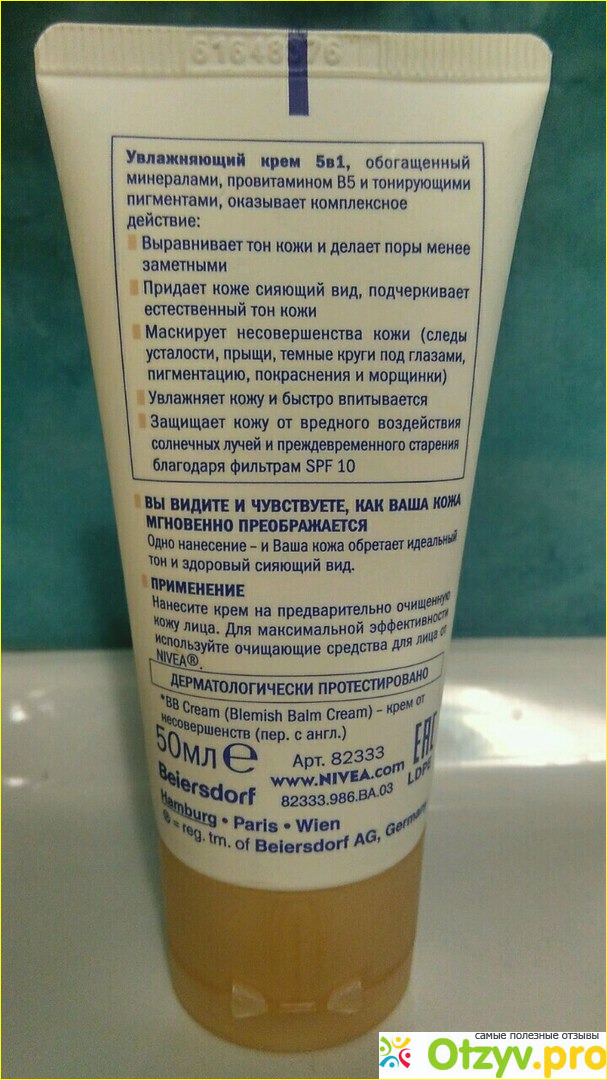 61648576
Увлажняющий крем 5в1, обогащенный
минералами, провитамином В5 и тонирующими
пигментами, оказывает комплексное
действие:
Выравнивает тон кожи и делает поры менее
заметными
Придает коже сияющий вид, подчеркивает
естественный тон кожи
Маскирует несовершенства кожи (следы
усталости, прыщи, темные круги под глазами,
пигментацию, покраснения и морщинки)
Увлажняет кожу и быстро впитывается
Защищает кожу от вредного воздействия
солнечных лучей и преждевременного старения
благодаря фильтрам SPF 10
ВЫ ВИДИТЕ И ЧУВСТВУЕТЕ, КАК ВАША КОЖА
МГНОВЕННО ПРЕОБРАЖАЕТСЯ
Одно нанесение – и Ваша кожа обретает идеальный
тон и здоровый сияющий вид.
ПРИМЕНЕНИЕ
Нанесите крем на предварительно очищенную
кожу лица. Для максимальной эффективности
используйте очищающие средства для лица от
NIVEA®.
ДЕРМАТОЛОГИЧЕСКИ ПРОТЕСТИРОВАНО
*BB Cream (Blemish Balm Cream) – крем от
несовершенств (пер. с англ.)
50МЛ e Арт. 82333 EAC
www.NIVEA.com LDPE
Beiersdorf 82333.986.BA.03
Hamburg • Paris • Wien
® = reg. tm. of Beiersdorf AG, Germany
самые полезные отзывы
Otzyv.pro